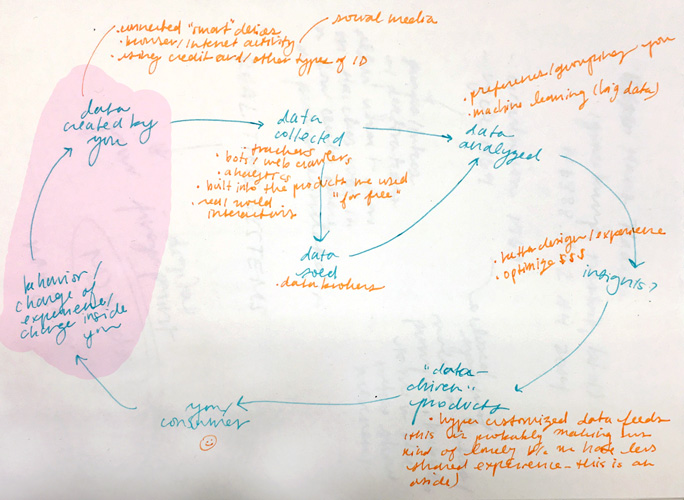 • connected "smart" devices
• browser/internet activity
• using credit card/other types of ID
social media
data
created by
you
data
collected
• trackers
• bots/web crawlers
• analytics
• built into the products we used
"for free"
• real world
interactions
• preference/grouping you
• machine learning (big data)
data
analyzed
data
sold
• data brokers
• better design/experience
• optimize $$$
insights?
"data-
driven"
products
• hyper customized data feeds
(this is probably making us
kind of lonely b/c we have less
shared experience - this is an
aside)
you/
consumer
behavior/
change of
experience/
change inside
you